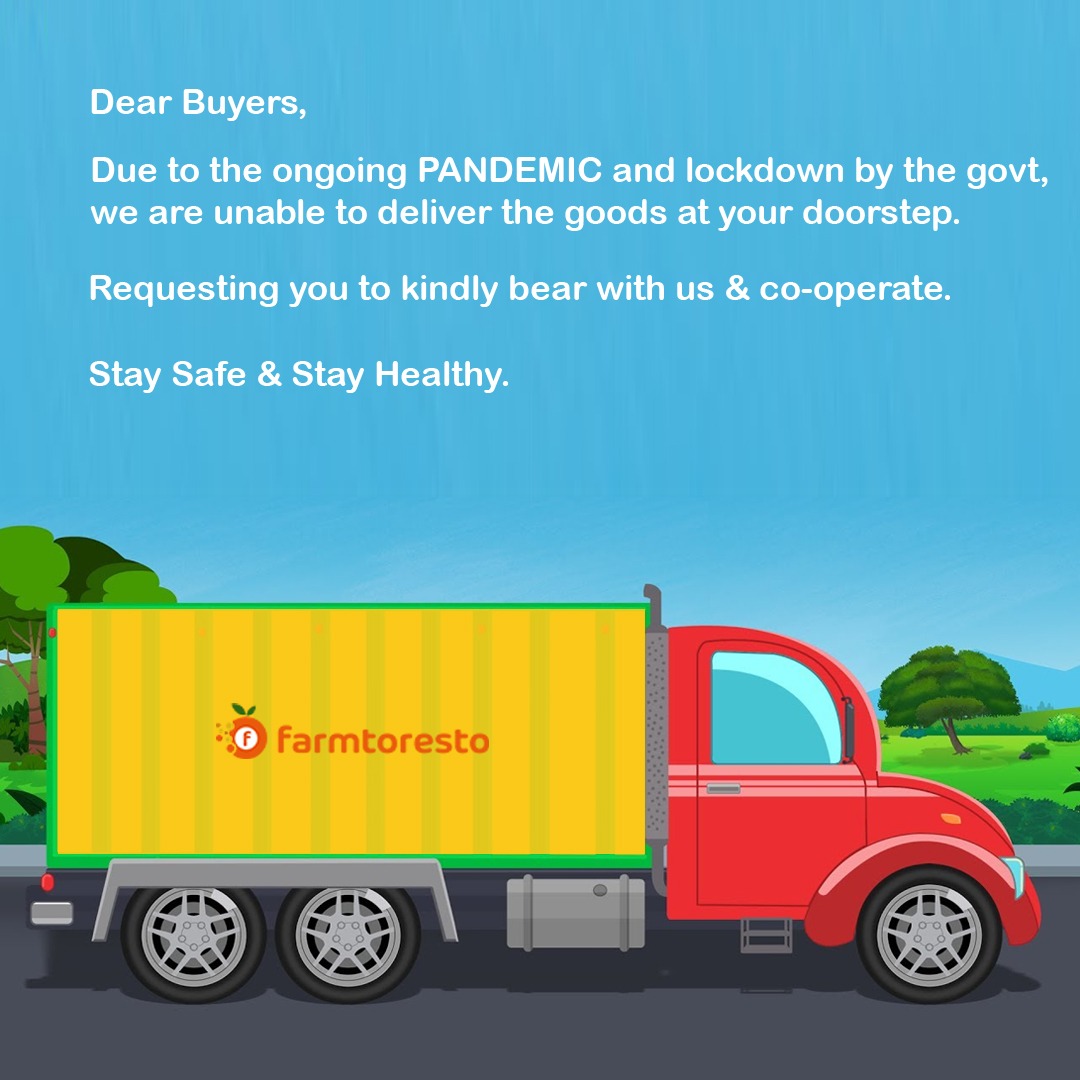 Dear Buyers,
Due to the ongoing PANDEMIC and lockdown by the govt,
we are unable to deliver the goods at your doorstep.
Requesting you to kindly bear with us & co-operate.
Stay Safe & Stay Healthy.
f farmtoresto